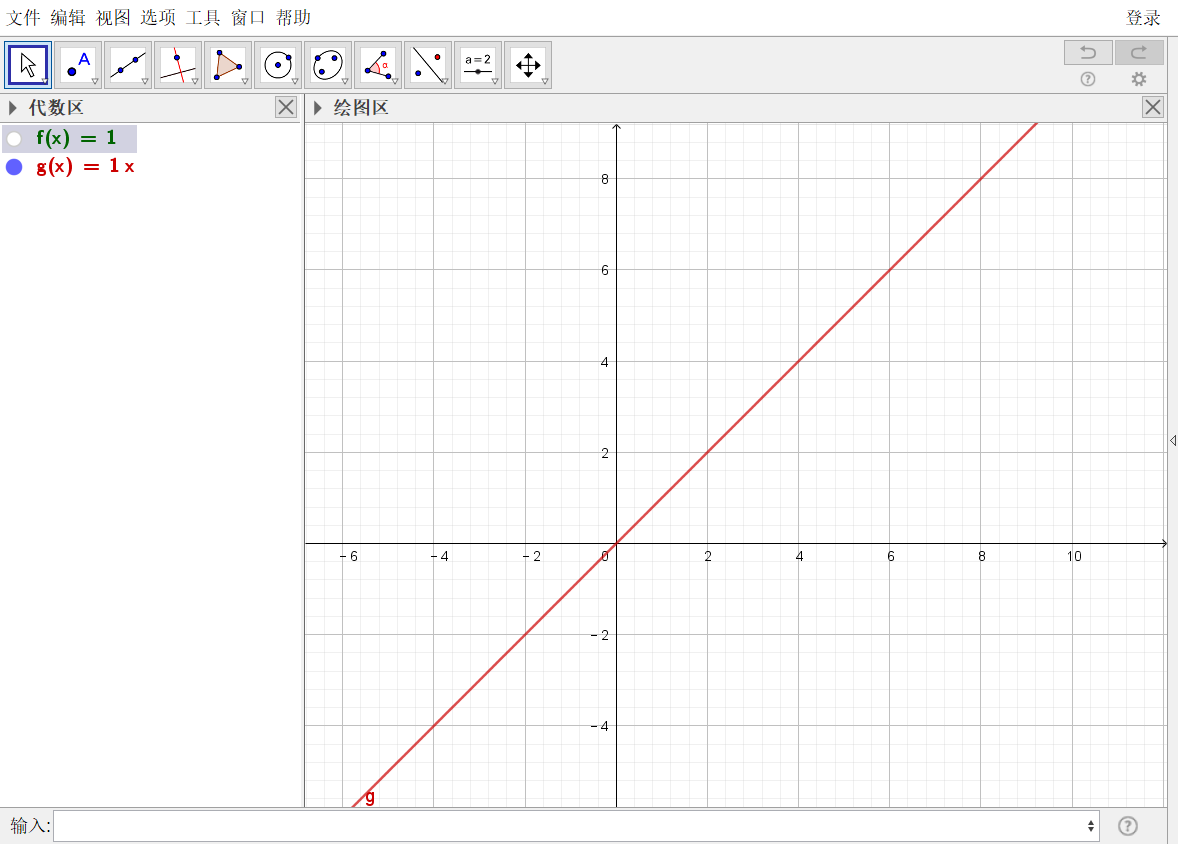 文件 编辑 视图 选项 工具 窗口 帮助 登录
A α a=2
代数区 绘图区
f(x) = 1
g(x) = 1 x
8
6
4
2
-6 -4 -2 0 2 4 6 8 10
-2
-4
g
输入: